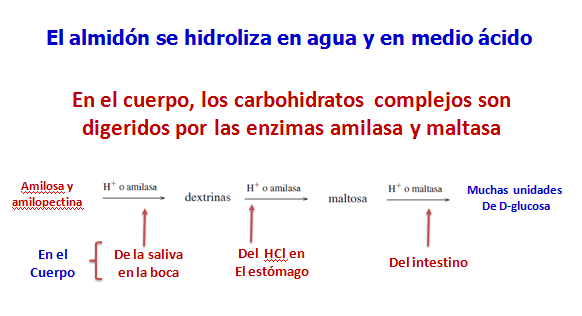 El almidón se hidroliza en agua y en medio ácido
En el cuerpo, los carbohidratos complejos son
digeridos por las enzimas amilasa y maltasa
Amilosa y
amilopectina
H+ o amilasa
dextrinas
H+ o amilasa
maltosa
H+ o maltasa
Muchas unidades
De D-glucosa
En el
Cuerpo
De la saliva
en la boca
Del HCl en
El estómago
Del intestino